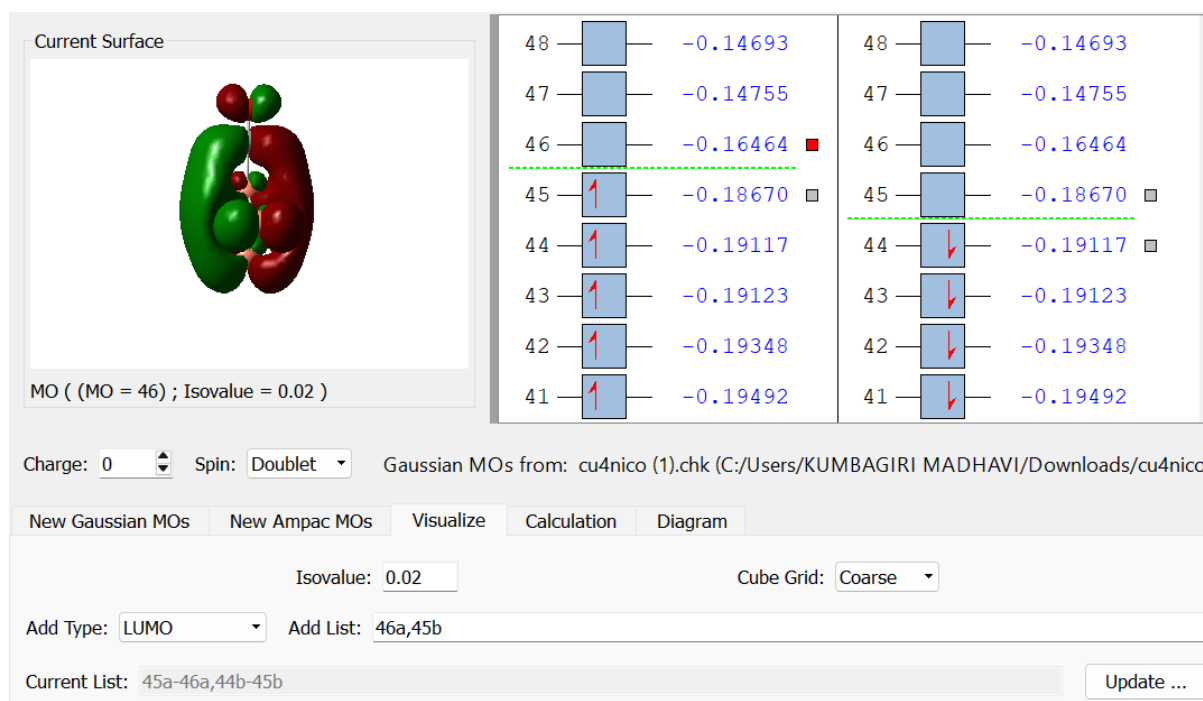 Current Surface
MO ( (MO = 46) ; Isovalue = 0.02 )
48 -0.14693
47 -0.14755
46 -0.16464
45 -0.18670
44 -0.19117
43 -0.19123
42 -0.19348
41 -0.19492
48 -0.14693
47 -0.14755
46 -0.16464
45 -0.18670
44 -0.19117
43 -0.19123
42 -0.19348
41 -0.19492
Charge: 0 Spin: Doublet Gaussian MOs from: cu4nico (1).chk (C:/Users/KUMBAGIRI MADHAVI/Downloads/cu4nico
New Gaussian MOs New Ampac MOs Visualize Calculation Diagram
Isovalue: 0.02 Cube Grid: Coarse
Add Type: LUMO Add List: 46a,45b
Current List: 45a-46a,44b-45b Update ...